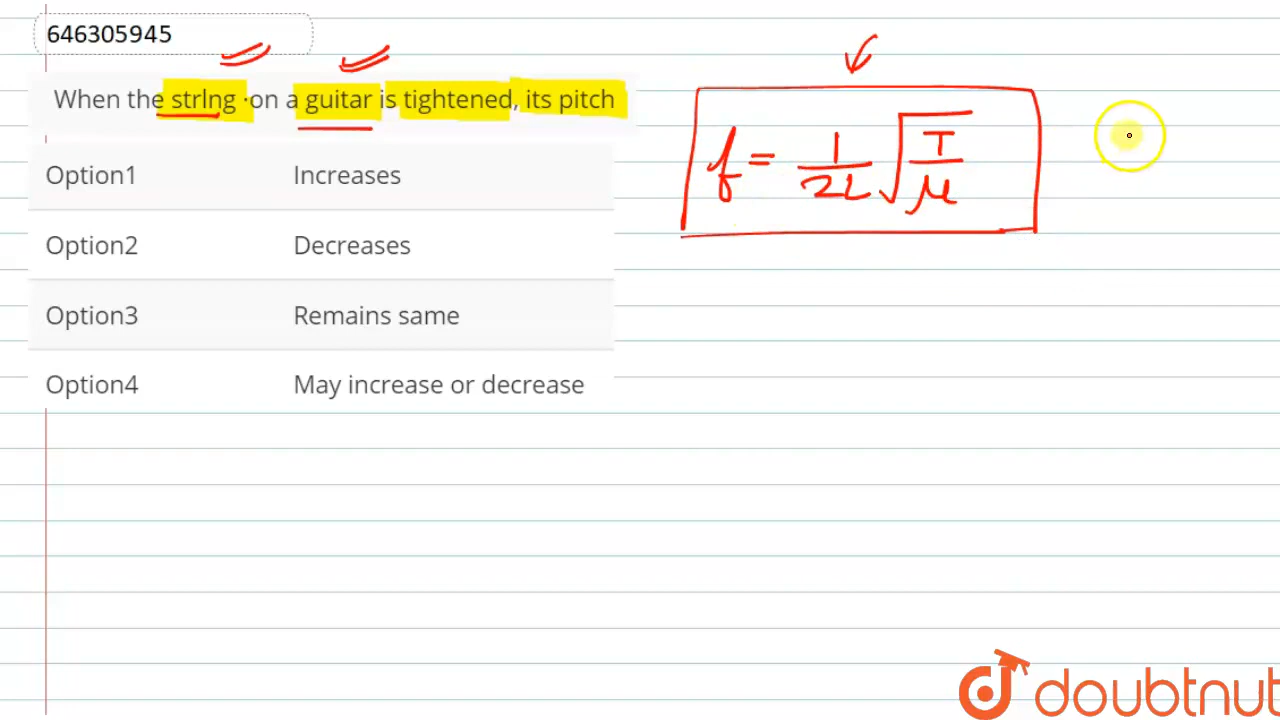 646305945
When the strlng ·on a guitar is tightened, its pitch
Option1 Increases
Option2 Decreases
Option3 Remains same
Option4 May increase or decrease
f = 1/2L √T/μ
doubtnut